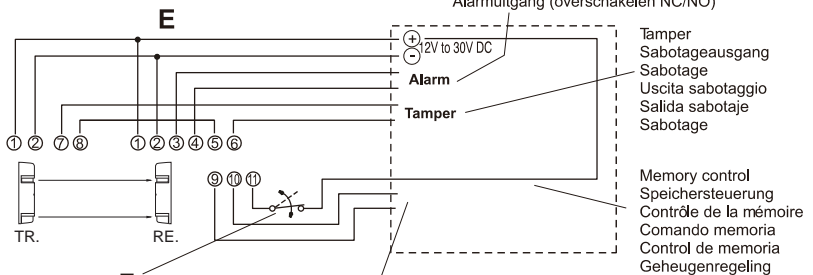 Alarmuitgang (overschakelen NC/NO)
E
+ 12V to 30V DC
-
Alarm
Tamper
Tamper
Sabotageausgang
Sabotage
Uscita sabotaggio
Salida sabotaje
Sabotage
① ② ⑦ ⑧ ① ② ③ ④ ⑤ ⑥
⑨ ⑩ ⑪
TR. RE.
Memory control
Speichersteuerung
Contrôle de la mémoire
Comando memoria
Control de memoria
Geheugenregeling